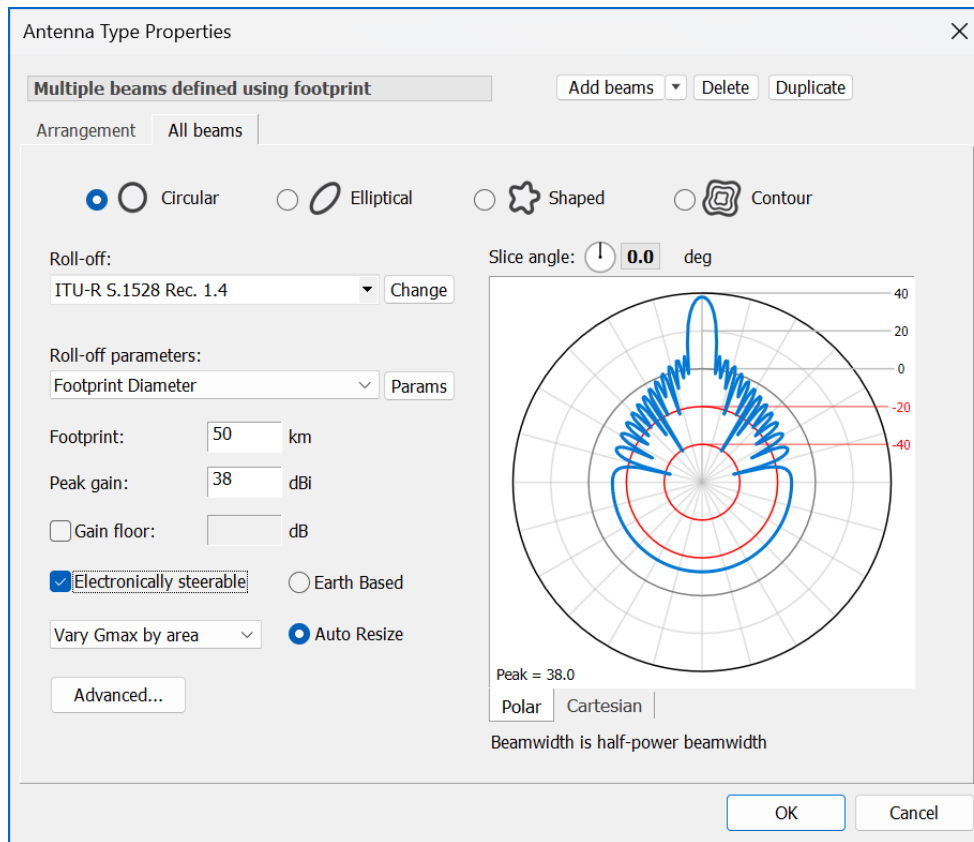 Antenna Type Properties
Multiple beams defined using footprint
Add beams Delete Duplicate
Arrangement All beams
Circular Elliptical Shaped Contour
Roll-off:
ITU-R S.1528 Rec. 1.4 Change
Roll-off parameters:
Footprint Diameter Params
Footprint: 50 km
Peak gain: 38 dBi
Gain floor: dB
Electronically steerable Earth Based
Vary Gmax by area Auto Resize
Advanced...
Slice angle: 0.0 deg
40
20
0
-20
-40
Peak = 38.0
Polar Cartesian
Beamwidth is half-power beamwidth
OK Cancel